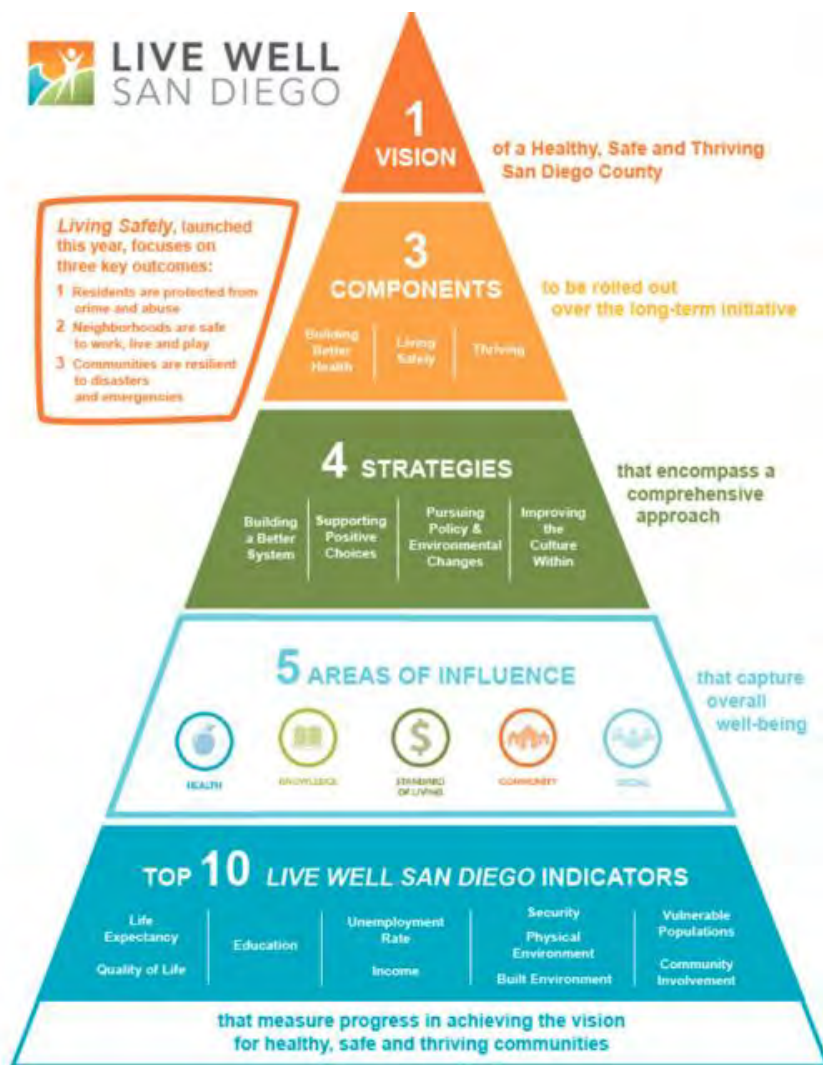 LIVE WELL
SAN DIEGO
1
VISION
of a Healthy, Safe and Thriving
San Diego County
Living Safely, launched
this year, focuses on
three key outcomes:
1 Residents are protected from
crime and abuse
2 Neighborhoods are safe
to work, live and play
3 Communities are resilient
to disasters
and emergencies
3
COMPONENTS
Building
Better
Health
Living
Safely
Thriving
to be rolled out
over the long-term initiative
4 STRATEGIES
Building
a Better
System
Supporting
Positive
Choices
Pursuing
Policy &
Environmental
Changes
Improving
the
Culture
Within
that encompass a
comprehensive
approach
5 AREAS OF INFLUENCE
HEALTH
KNOWLEDGE
$
STANDARD
OF LIVING
COMMUNITY
SOCIAL
that capture
overall
well-being
TOP 10 LIVE WELL SAN DIEGO INDICATORS
Life
Expectancy
Quality of Life
Education
Unemployment
Rate
Income
Security
Physical
Environment
Built Environment
Vulnerable
Populations
Community
Involvement
that measure progress in achieving the vision
for healthy, safe and thriving communities